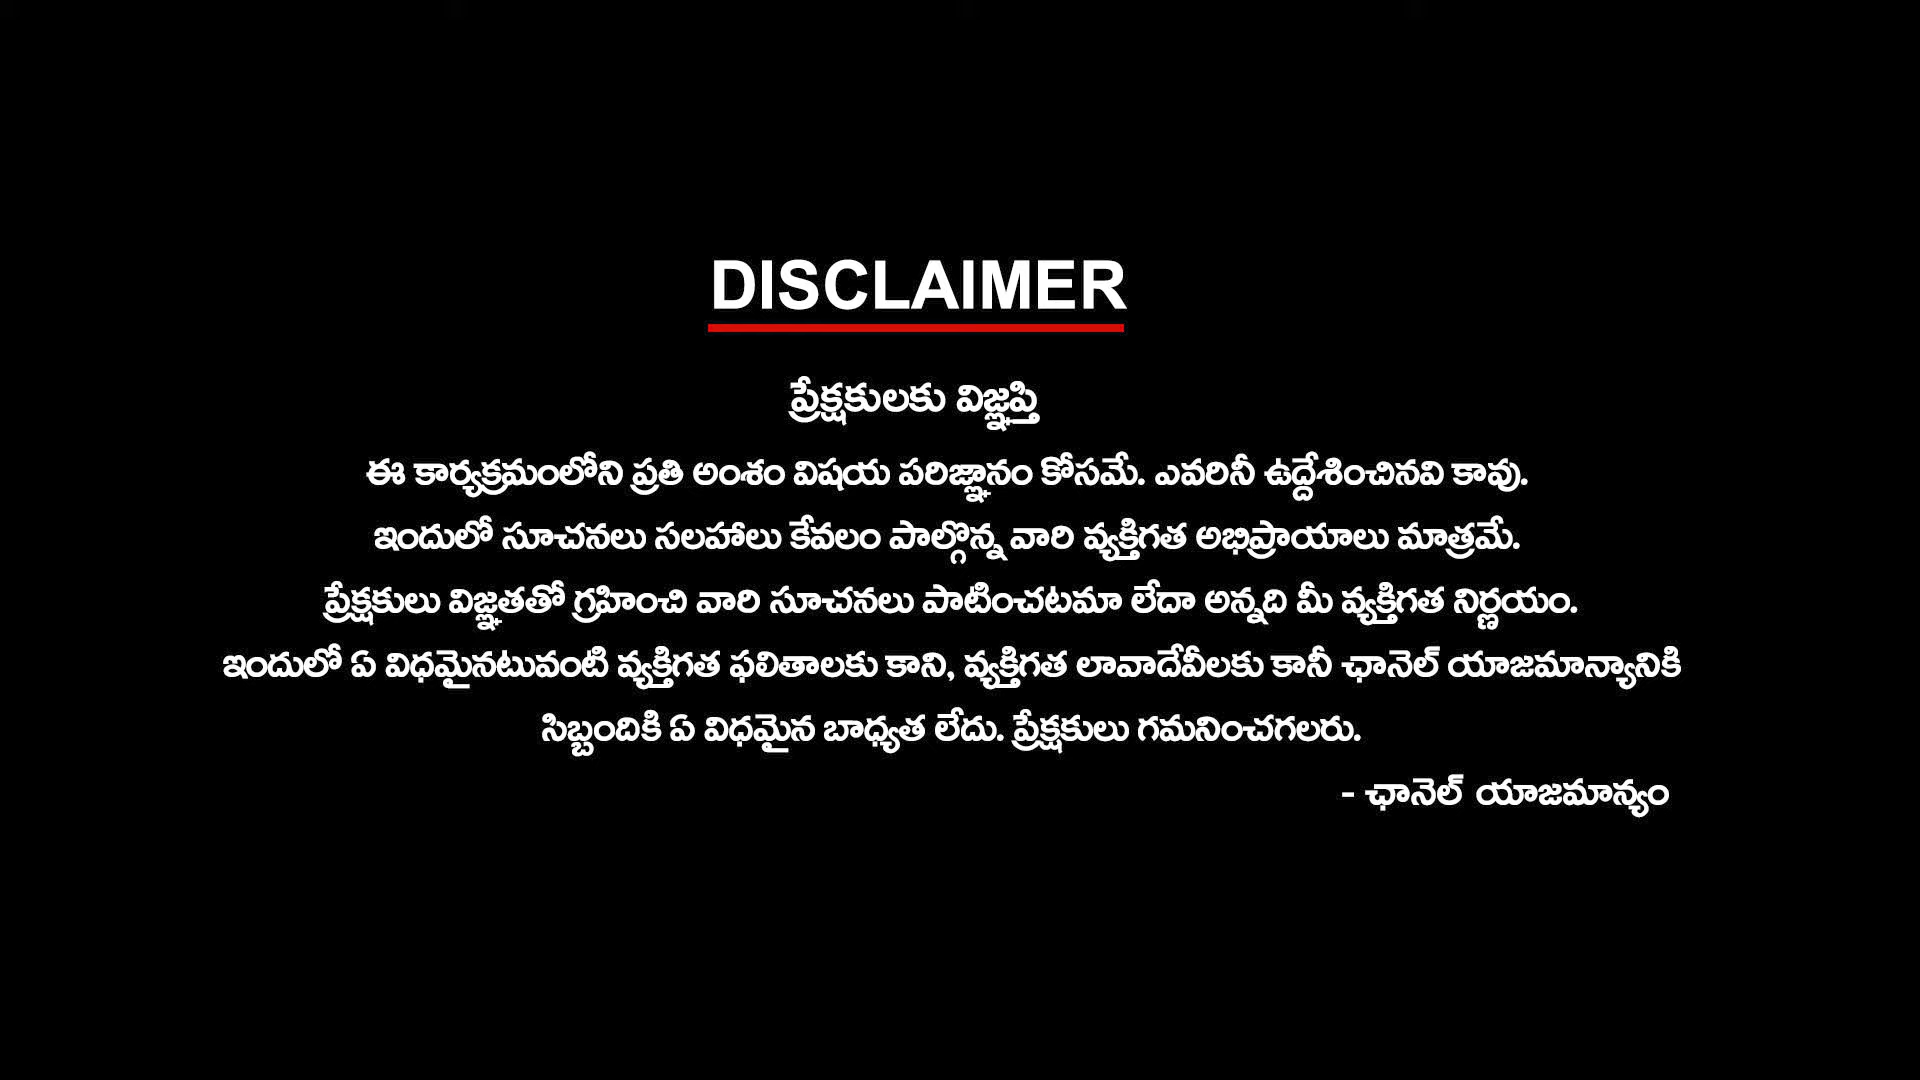 DISCLAIMER
ప్రేక్షకులకు విజ్ఞప్తి
ఈ కార్యక్రమంలోని ప్రతి అంశం విషయ పరిజ్ఞానం కోసమే. ఎవరినీ ఉద్దేశించినవి కావు.
ఇందులో సూచనలు సలహాలు కేవలం పాల్గొన్న వారి వ్యక్తిగత అభిప్రాయాలు మాత్రమే.
ప్రేక్షకులు విజ్ఞతతో గ్రహించి వారి సూచనలు పాటించటమా లేదా అన్నది మీ వ్యక్తిగత నిర్ణయం.
ఇందులో ఏ విధమైనటువంటి వ్యక్తిగత ఫలితాలకు కాని, వ్యక్తిగత లావాదేవీలకు కానీ ఛానెల్ యాజమాన్యానికి
సిబ్బందికి ఏ విధమైన బాధ్యత లేదు. ప్రేక్షకులు గమనించగలరు.
- ఛానెల్ యాజమాన్యం